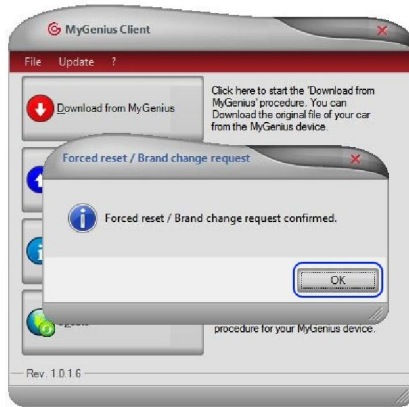 MyGenius Client
File Update ?
Download from MyGenius
Click here to start the 'Download from
MyGenius' procedure. You can
Download the original file of your car
from the MyGenius device.
Forced reset / Brand change request
Forced reset / Brand change request confirmed.
OK
procedure for your MyGenius device.
Rev. 1.0.1.6